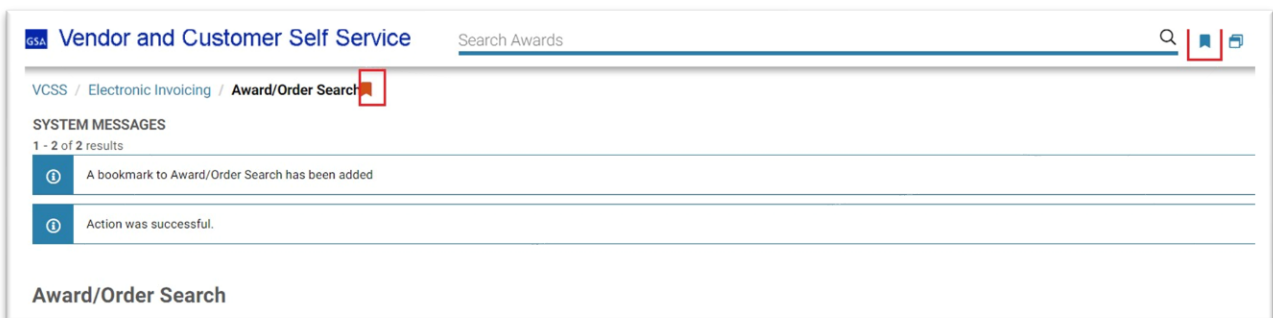 GSA Vendor and Customer Self Service Search Awards
VCSS / Electronic Invoicing / Award/Order Search
SYSTEM MESSAGES
1 - 2 of 2 results
A bookmark to Award/Order Search has been added
Action was successful.
Award/Order Search